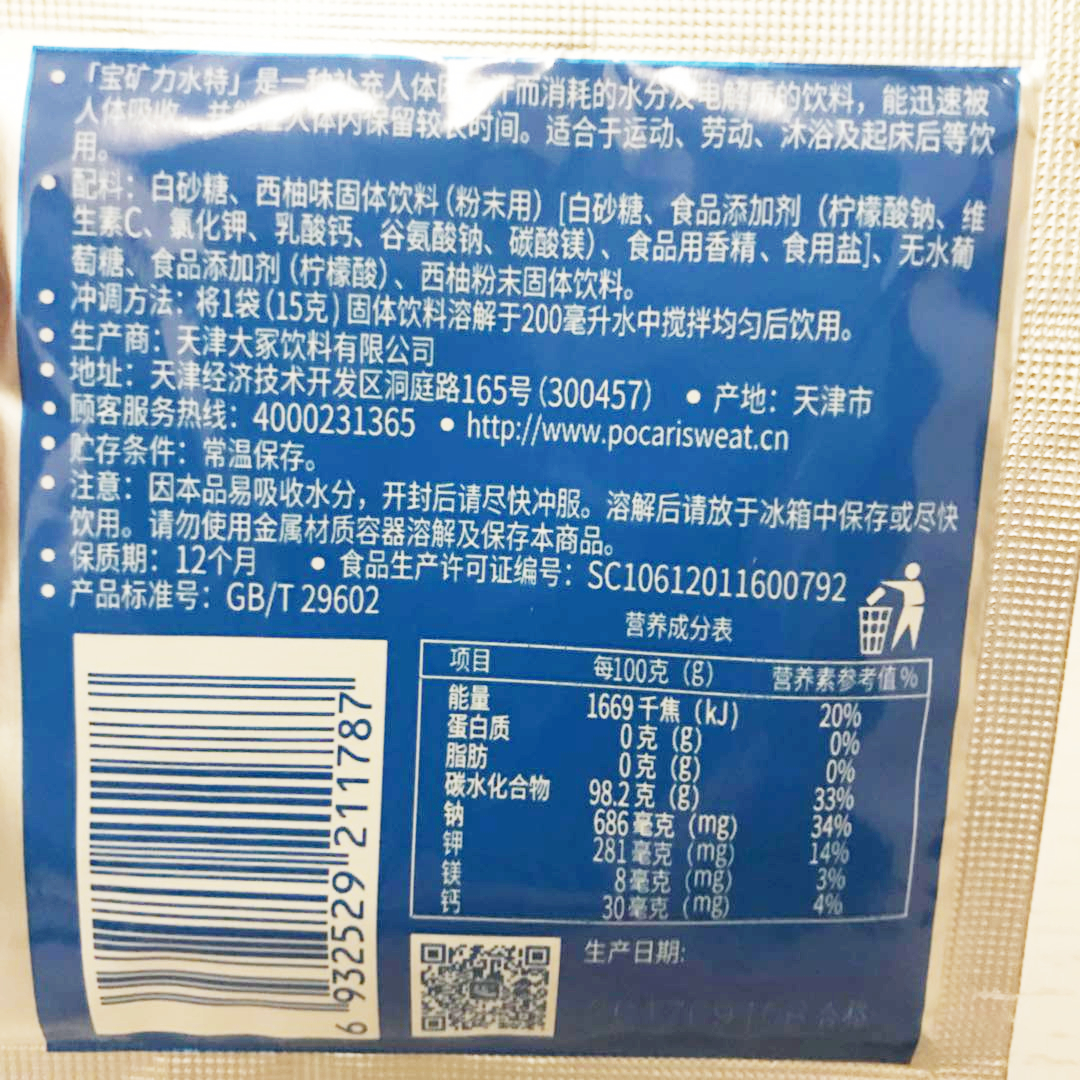 • 「宝矿力水特」是一种补充人体因 汗而消耗的水分及电解质的饮料，能迅速被
人体吸收，并能在人体内保留较长时间。适合于运动、劳动、沐浴及起床后等饮
用。
• 配料：白砂糖、西柚味固体饮料（粉末用）[白砂糖、食品添加剂（柠檬酸钠、维
生素C、氯化钾、乳酸钙、谷氨酸钠、碳酸镁）、食品用香精、食用盐]、无水葡
萄糖、食品添加剂（柠檬酸）、西柚粉末固体饮料。
• 冲调方法：将1袋（15克）固体饮料溶解于200毫升水中搅拌均匀后饮用。
• 生产商：天津大冢饮料有限公司
• 地址：天津经济技术开发区洞庭路165号（300457） • 产地：天津市
• 顾客服务热线：4000231365 • http://www.pocarisweat.cn
• 贮存条件：常温保存。
• 注意：因本品易吸收水分，开封后请尽快冲服。溶解后请放于冰箱中保存或尽快
饮用。请勿使用金属材质容器溶解及保存本商品。
• 保质期：12个月 • 食品生产许可证编号：SC10612011600792
• 产品标准号：GB/T 29602
营养成分表
项目 每100克（g） 营养素参考值%
能量 1669千焦（kJ） 20%
蛋白质 0克（g） 0%
脂肪 0克（g） 0%
碳水化合物 98.2克（g） 33%
钠 686毫克（mg） 34%
钾 281毫克（mg） 14%
镁 8毫克（mg） 3%
钙 30毫克（mg） 4%
6 932529 211787
生产日期: